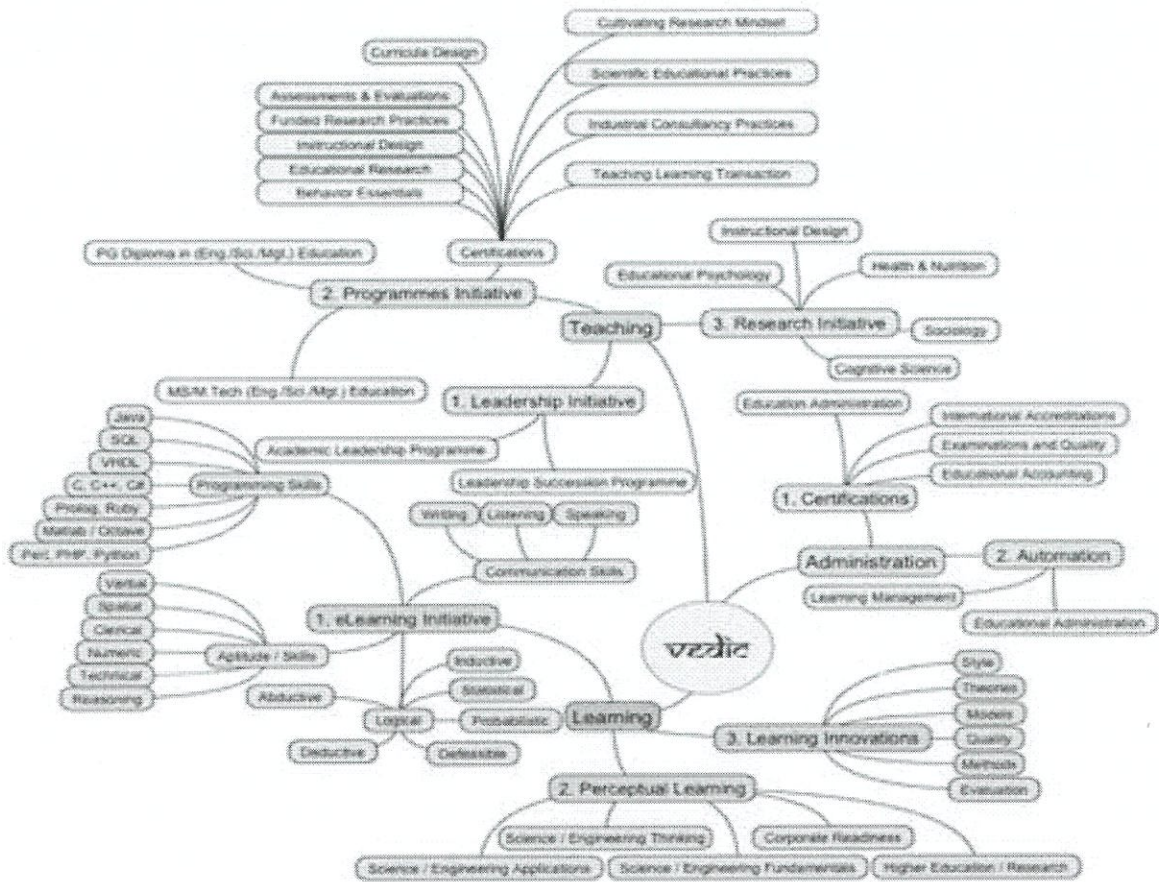 Cultivating Research Mindset
Curricula Design
Scientific Educational Practices
Assessments & Evaluations
Funded Research Practices
Industrial Consultancy Practices
Instructional Design
Educational Research
Teaching Learning Transaction
Behavior Essentials
Instructional Design
PG Diploma in (Eng./Sci./Mgt.) Education
Certifications
Health & Nutrition
Educational Psychology
2. Programmes Initiative
Teaching
3. Research Initiative
Sociology
Cognitive Science
MS/M.Tech (Eng./Sci./Mgt.) Education
1. Leadership Initiative
Education Administration
Java
International Accreditations
SQL
Academic Leadership Programme
Examinations and Quality
VHDL
Educational Accounting
C, C++, C#
Programming Skills
Leadership Succession Programme
1. Certifications
Prolog, Ruby
Writing
Listening
Speaking
Matlab / Octave
Perl, PHP, Python
Administration
2. Automation
Communication Skills
Verbal
Learning Management
Spatial
1. eLearning Initiative
Educational Administration
Clerical
vedic
Numeric
Aptitude / Skills
Inductive
Style
Technical
Statistical
Theories
Reasoning
Abductive
Logical
Probabilistic
Learning
Models
3. Learning Innovations
Quality
Deductive
Defeasible
Methods
2. Perceptual Learning
Evaluation
Science / Engineering Thinking
Corporate Readiness
Science / Engineering Applications
Science / Engineering Fundamentals
Higher Education / Research